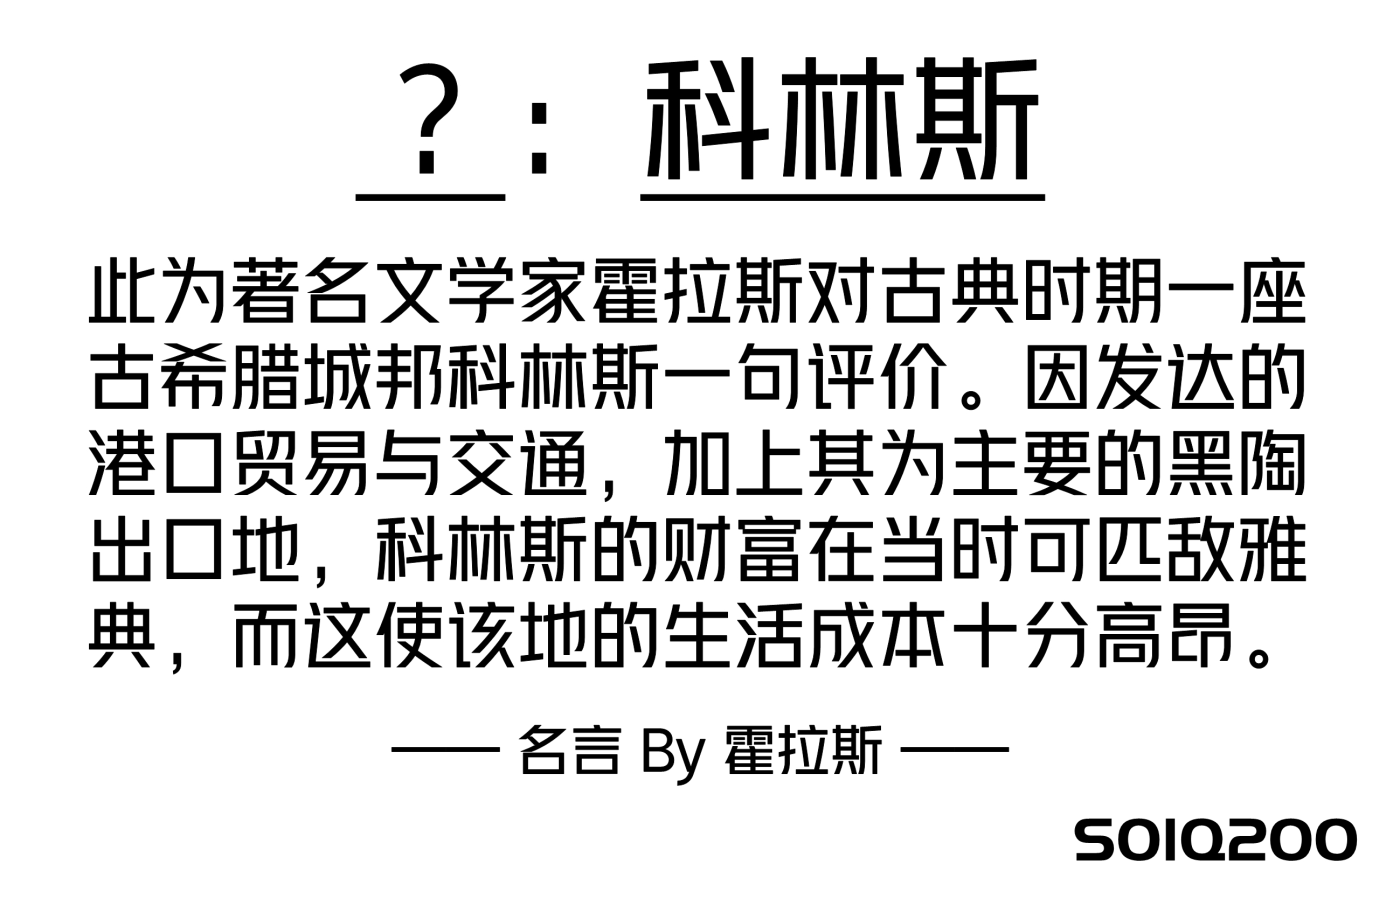 ？：科林斯
此为著名文学家霍拉斯对古典时期一座
古希腊城邦科林斯一句评价。因发达的
港口贸易与交通，加上其为主要的黑陶
出口地，科林斯的财富在当时可匹敌雅
典，而这使该地的生活成本十分高昂。
—— 名言 By 霍拉斯 ——
SOIQ200